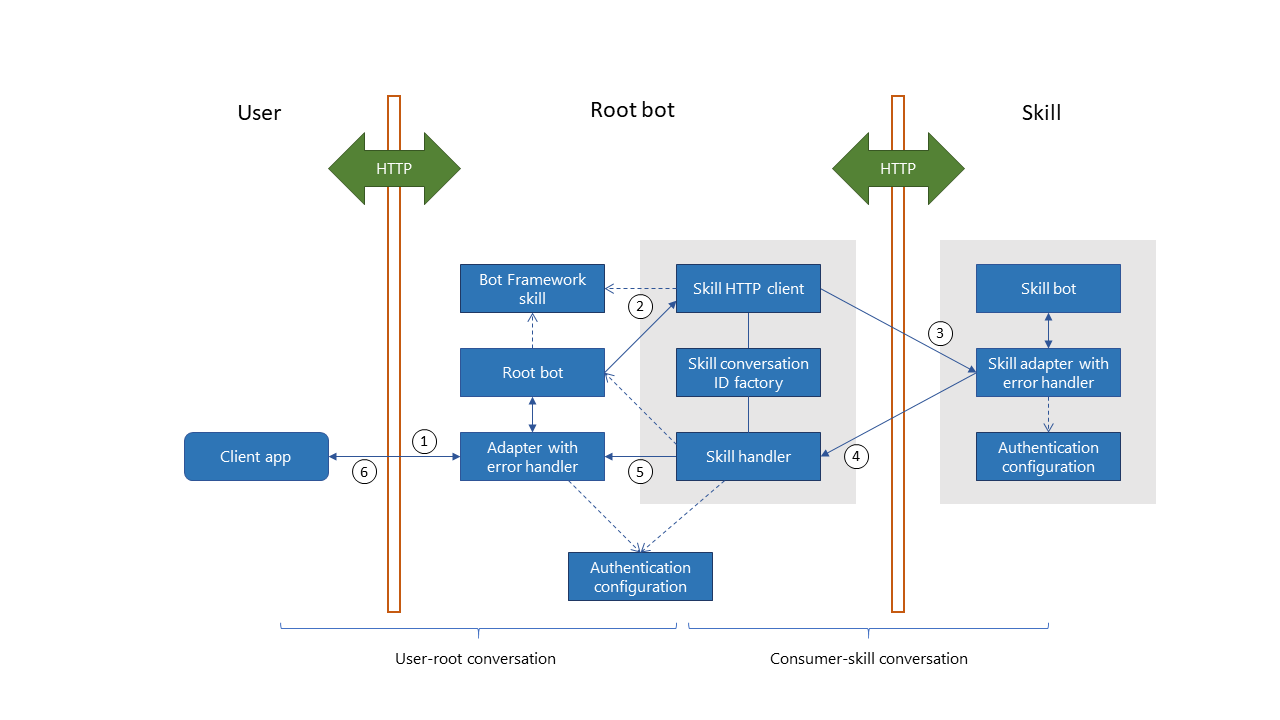 User
Root bot
Skill
HTTP
HTTP
Bot Framework
skill
Skill HTTP client
Skill bot
2
3
Root bot
Skill conversation
ID factory
Skill adapter with
error handler
Client app
1
6
Adapter with
error handler
5
Skill handler
4
Authentication
configuration
Authentication
configuration
User-root conversation
Consumer-skill conversation